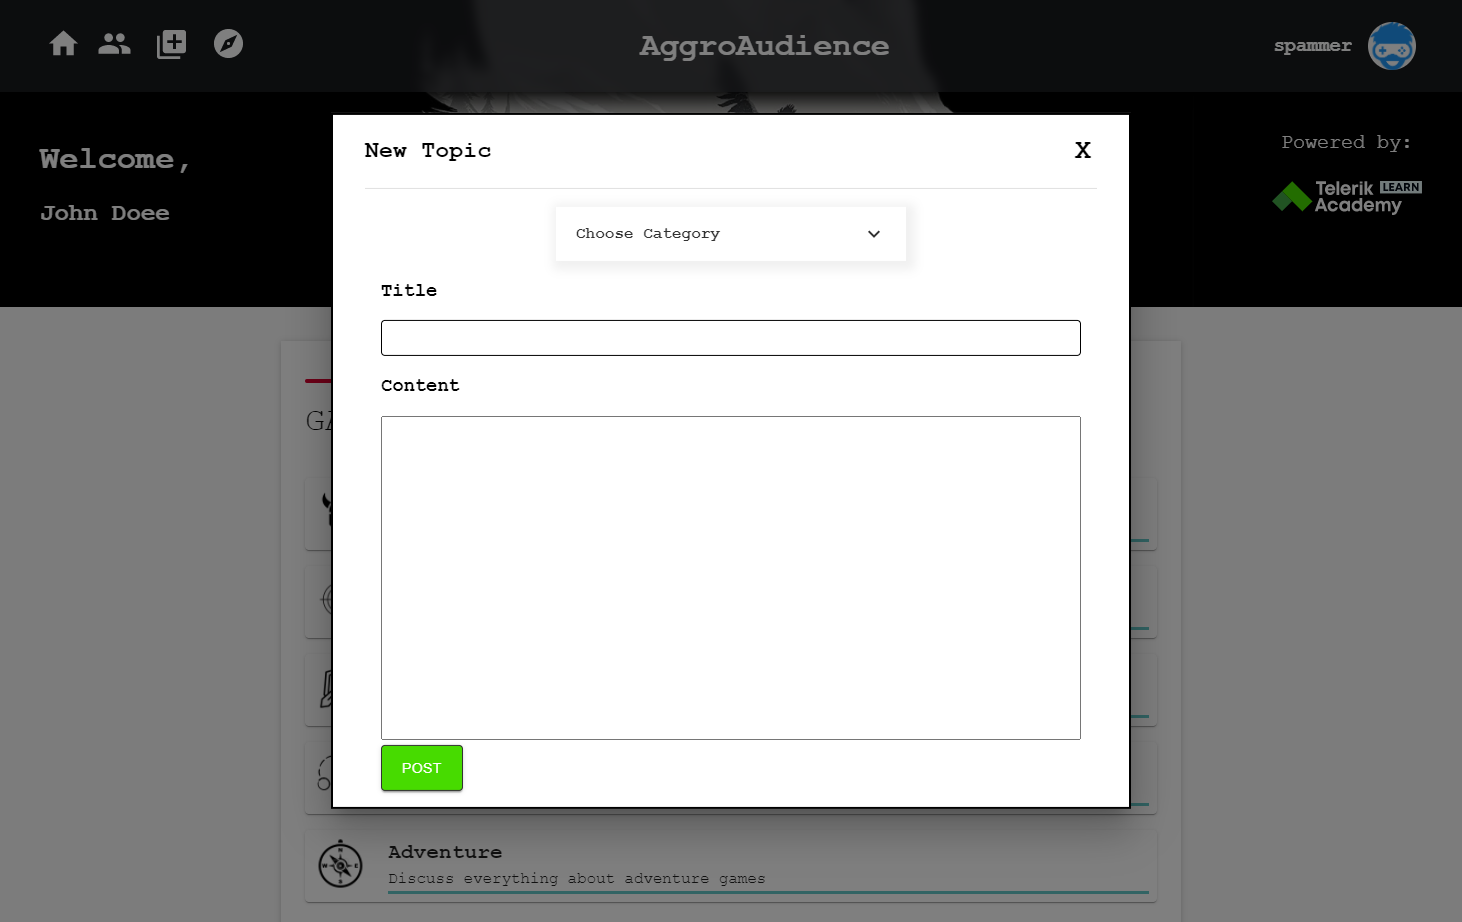 AggroAudience
spammer
Welcome,
John Doee
Powered by:
Telerik LEARN
Academy
New Topic X
Choose Category
Title
Content
POST
Adventure
Discuss everything about adventure games